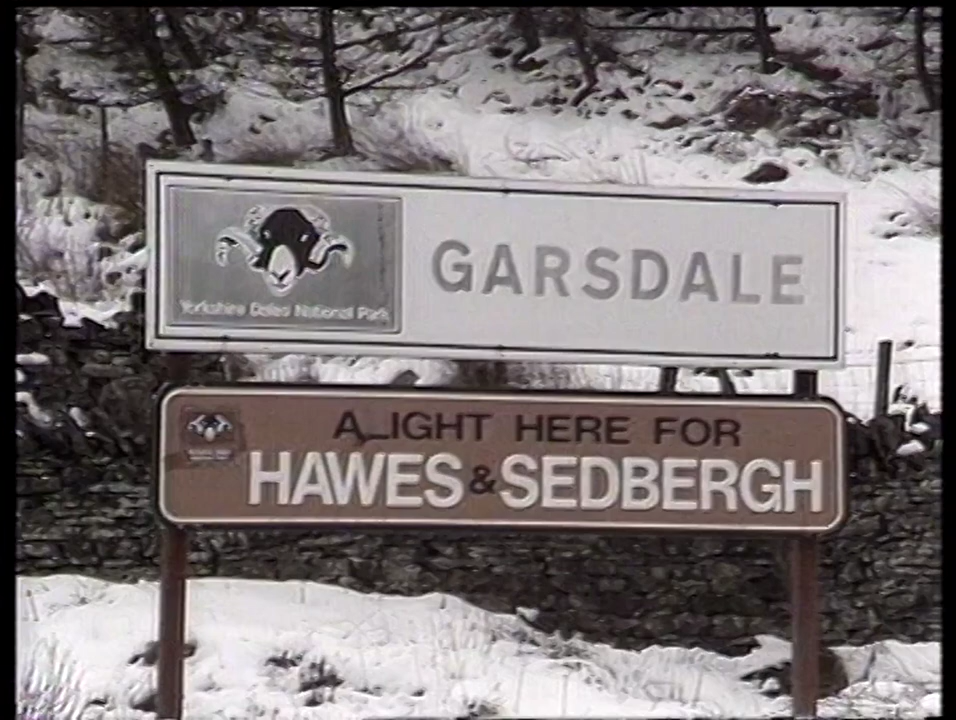 GARSDALE
Yorkshire Dales National Park
ALIGHT HERE FOR
HAWES & SEDBERGH